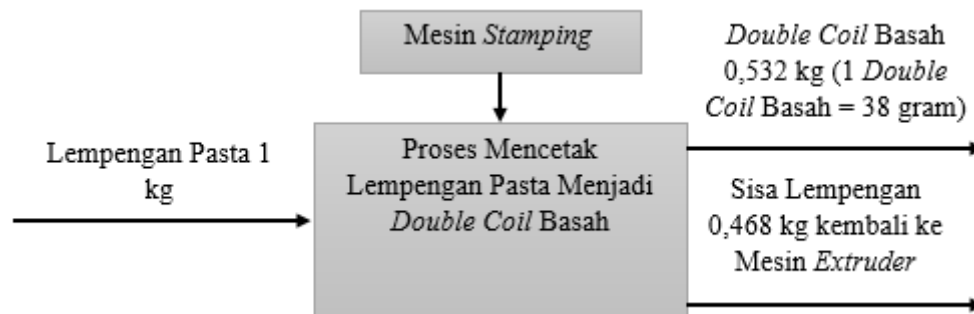 Mesin Stamping
Double Coil Basah
0,532 kg (1 Double
Coil Basah = 38 gram)
Lempengan Pasta 1
kg
Proses Mencetak
Lempengan Pasta Menjadi
Double Coil Basah
Sisa Lempengan
0,468 kg kembali ke
Mesin Extruder